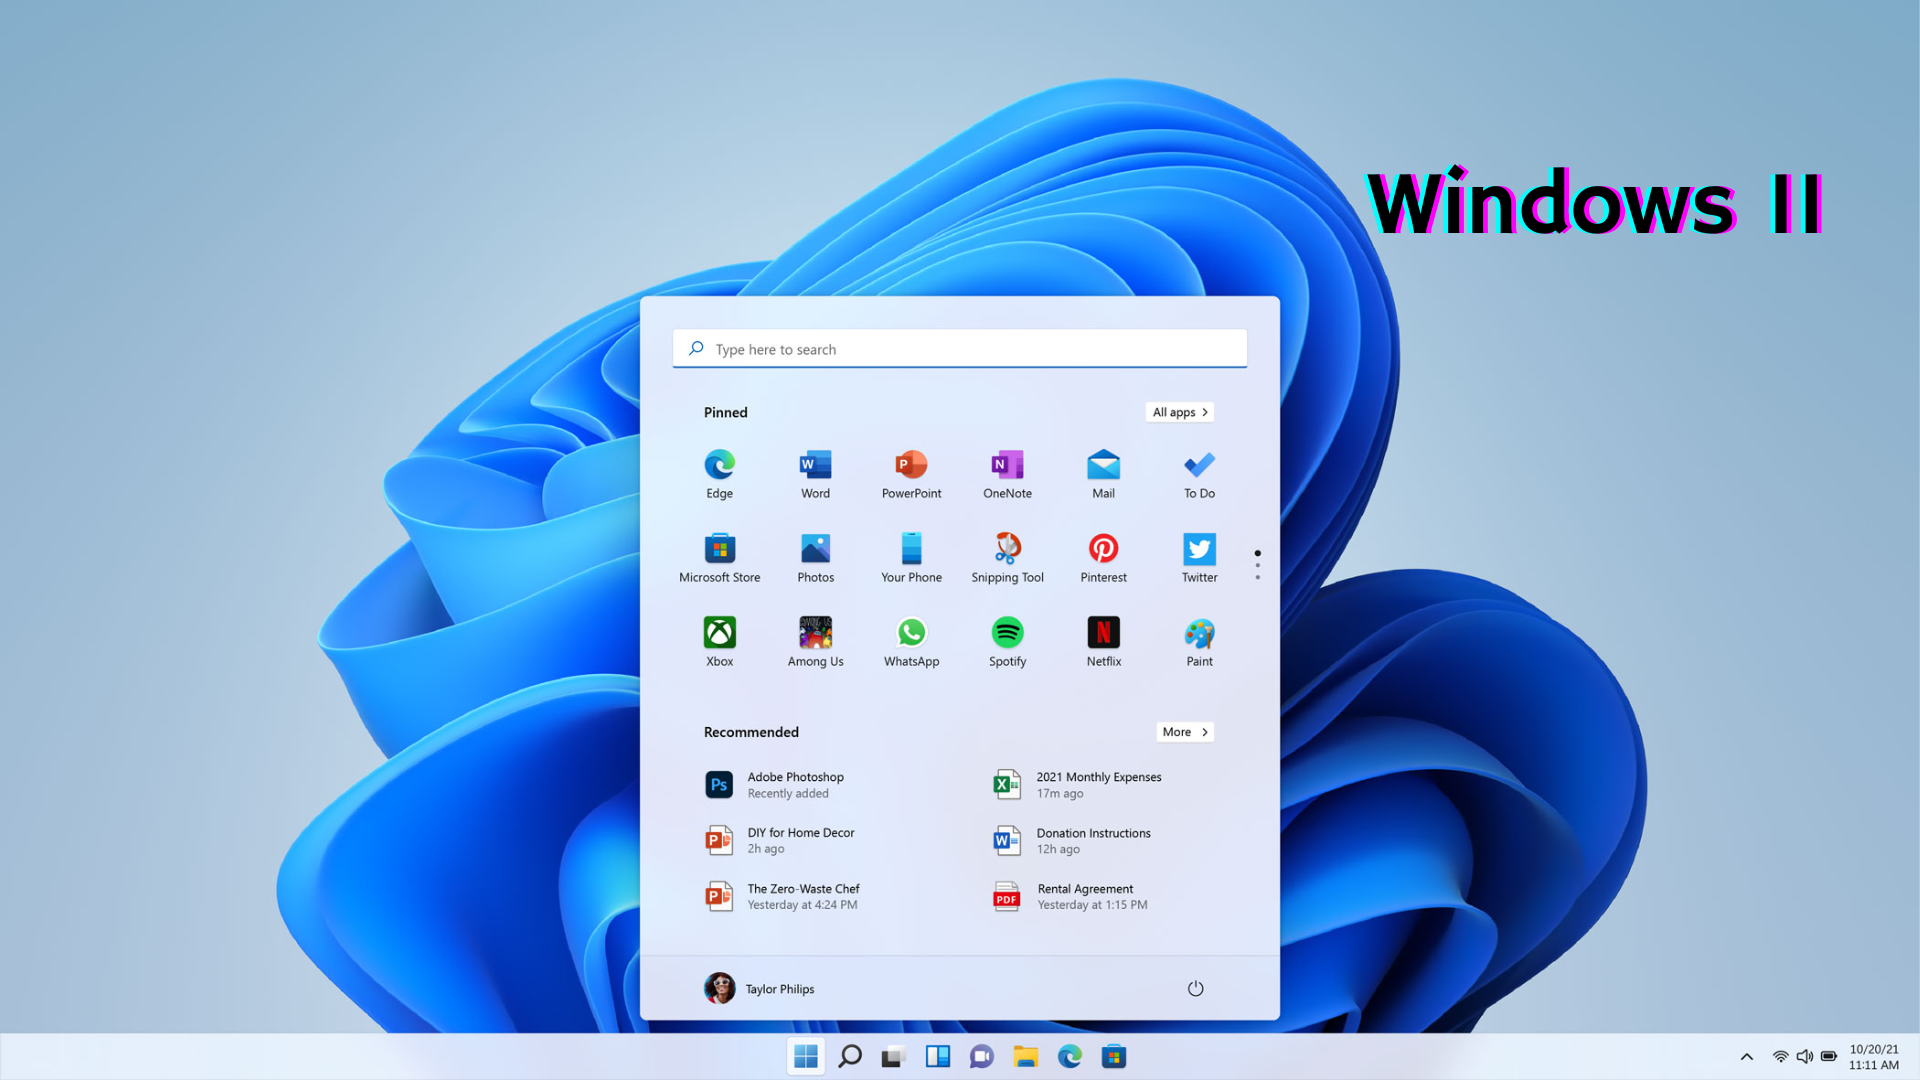 Windows 11
Type here to search
Pinned
All apps
Edge Word PowerPoint OneNote Mail To Do
Microsoft Store Photos Your Phone Snipping Tool Pinterest Twitter
Xbox Among Us WhatsApp Spotify Netflix Paint
Recommended
More
Adobe Photoshop
Recently added
2021 Monthly Expenses
17m ago
DIY for Home Decor
2h ago
Donation Instructions
12h ago
The Zero-Waste Chef
Yesterday at 4:24 PM
Rental Agreement
Yesterday at 1:15 PM
Taylor Philips
10/20/21
11:11 AM